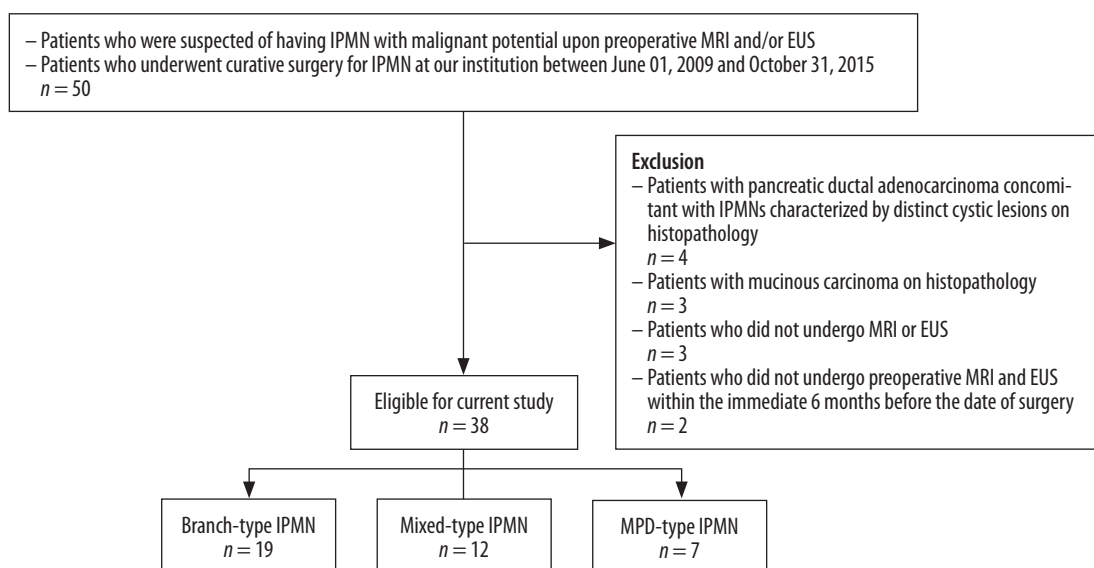 – Patients who were suspected of having IPMN with malignant potential upon preoperative MRI and/or EUS
– Patients who underwent curative surgery for IPMN at our institution between June 01, 2009 and October 31, 2015
n = 50
Exclusion
– Patients with pancreatic ductal adenocarcinoma concomi-
tant with IPMNs characterized by distinct cystic lesions on
histopathology
n = 4
– Patients with mucinous carcinoma on histopathology
n = 3
– Patients who did not undergo MRI or EUS
n = 3
– Patients who did not undergo preoperative MRI and EUS
within the immediate 6 months before the date of surgery
n = 2
Eligible for current study
n = 38
Branch-type IPMN
n = 19
Mixed-type IPMN
n = 12
MPD-type IPMN
n = 7